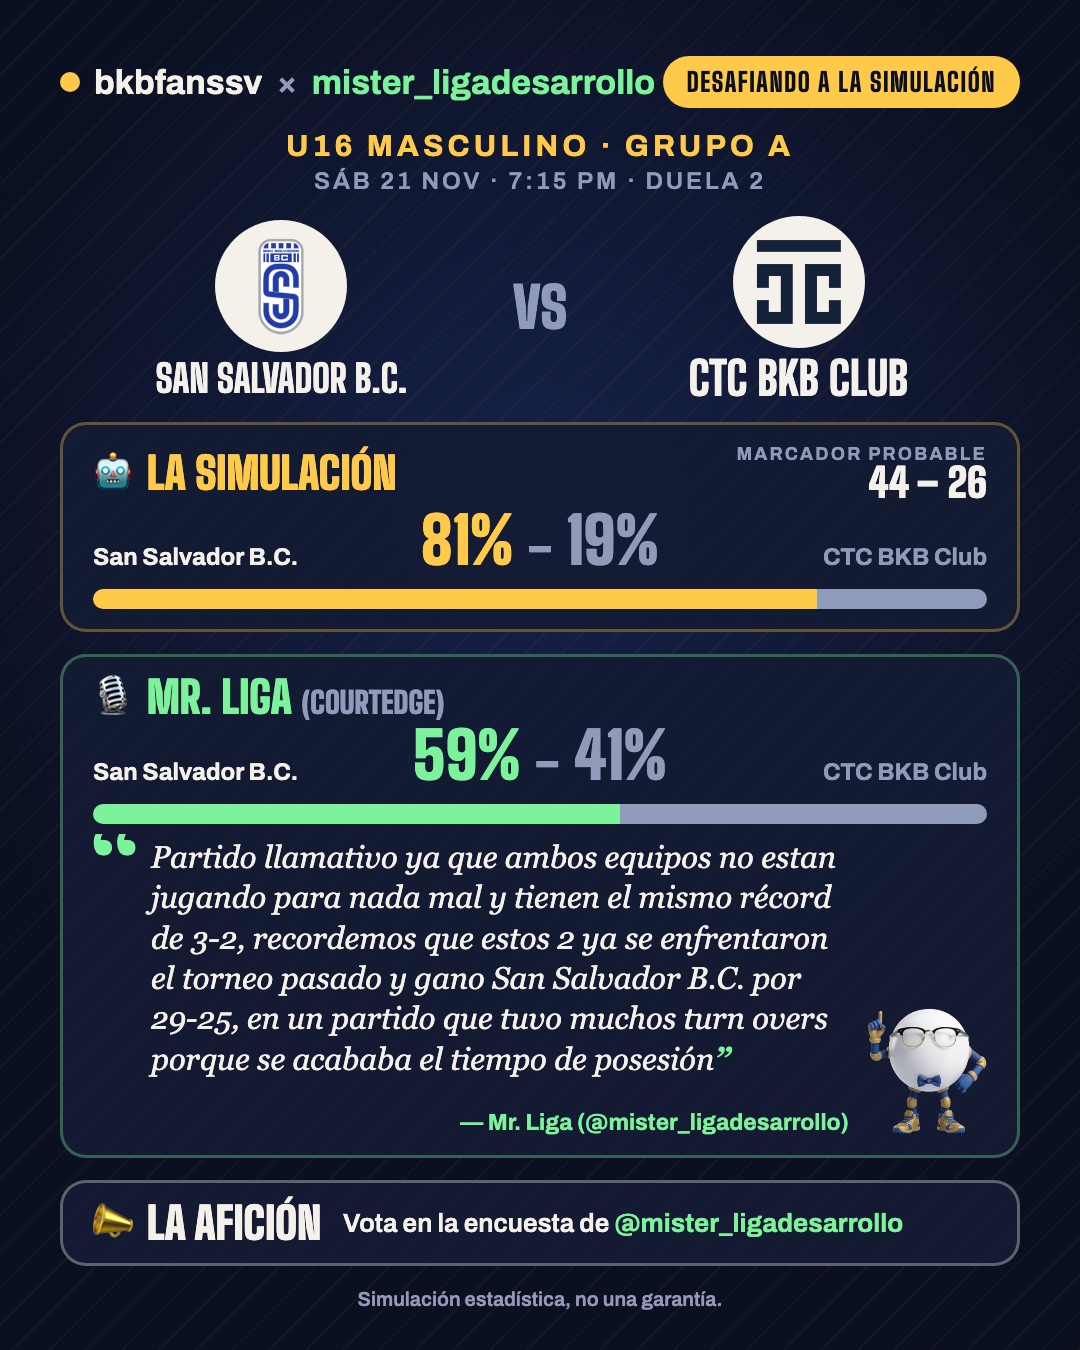 bkbfanssv × mister_ligadesarrollo DESAFIANDO A LA SIMULACIÓN
U16 MASCULINO · GRUPO A
SÁB 21 NOV · 7:15 PM · DUELA 2
SAN SALVADOR
BC
S
VS
CTC
SAN SALVADOR B.C.
CTC BKB CLUB
LA SIMULACIÓN
MARCADOR PROBABLE
44 – 26
San Salvador B.C. 81% – 19% CTC BKB Club
MR. LIGA (COURTEDGE)
San Salvador B.C. 59% – 41% CTC BKB Club
“ Partido llamativo ya que ambos equipos no estan
jugando para nada mal y tienen el mismo récord
de 3-2, recordemos que estos 2 ya se enfrentaron
el torneo pasado y gano San Salvador B.C. por
29-25, en un partido que tuvo muchos turn overs
porque se acababa el tiempo de posesión”
— Mr. Liga (@mister_ligadesarrollo)
LA AFICIÓN Vota en la encuesta de @mister_ligadesarrollo
Simulación estadística, no una garantía.